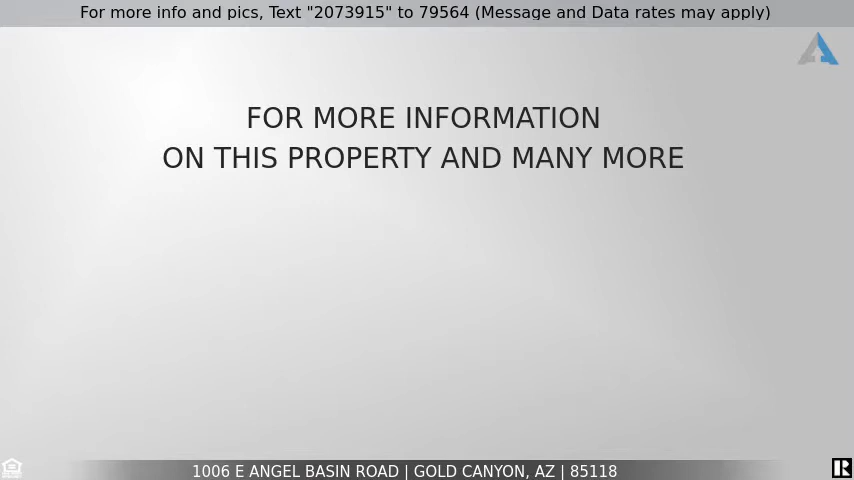 For more info and pics, Text "2073915" to 79564 (Message and Data rates may apply)
FOR MORE INFORMATION
ON THIS PROPERTY AND MANY MORE
1006 E ANGEL BASIN ROAD | GOLD CANYON, AZ | 85118